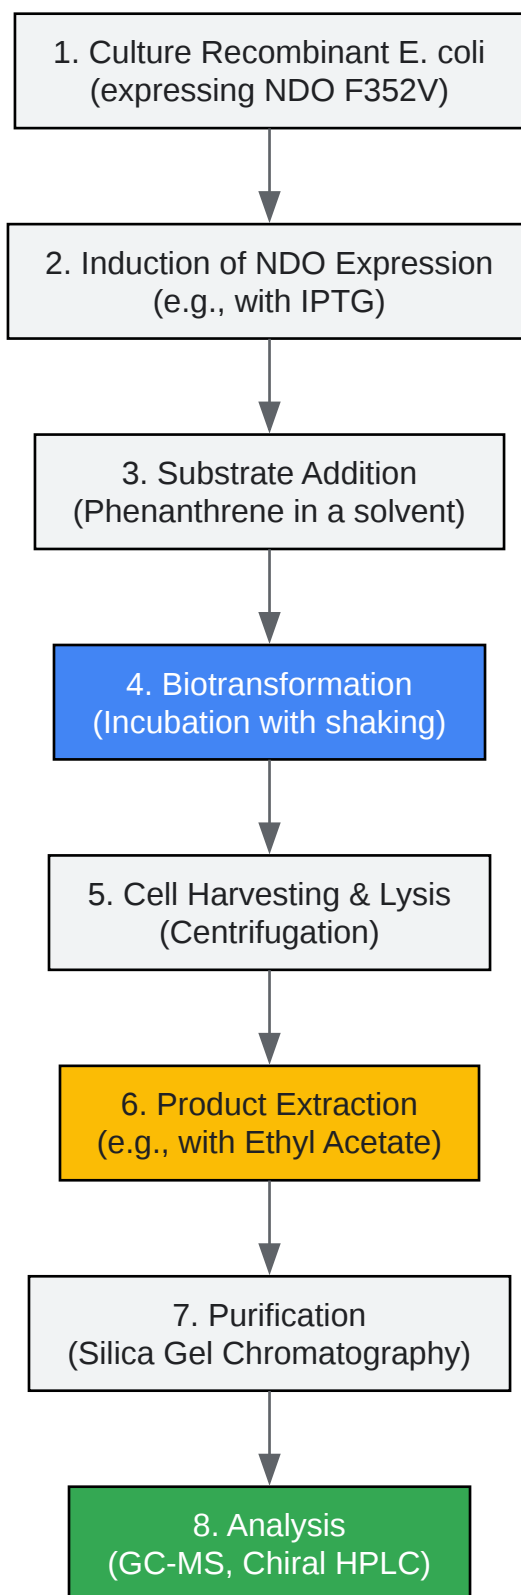 1. Culture Recombinant E. coli
(expressing NDO F352V)
2. Induction of NDO Expression
(e.g., with IPTG)
3. Substrate Addition
(Phenanthrene in a solvent)
4. Biotransformation
(Incubation with shaking)
5. Cell Harvesting & Lysis
(Centrifugation)
6. Product Extraction
(e.g., with Ethyl Acetate)
7. Purification
(Silica Gel Chromatography)
8. Analysis
(GC-MS, Chiral HPLC)